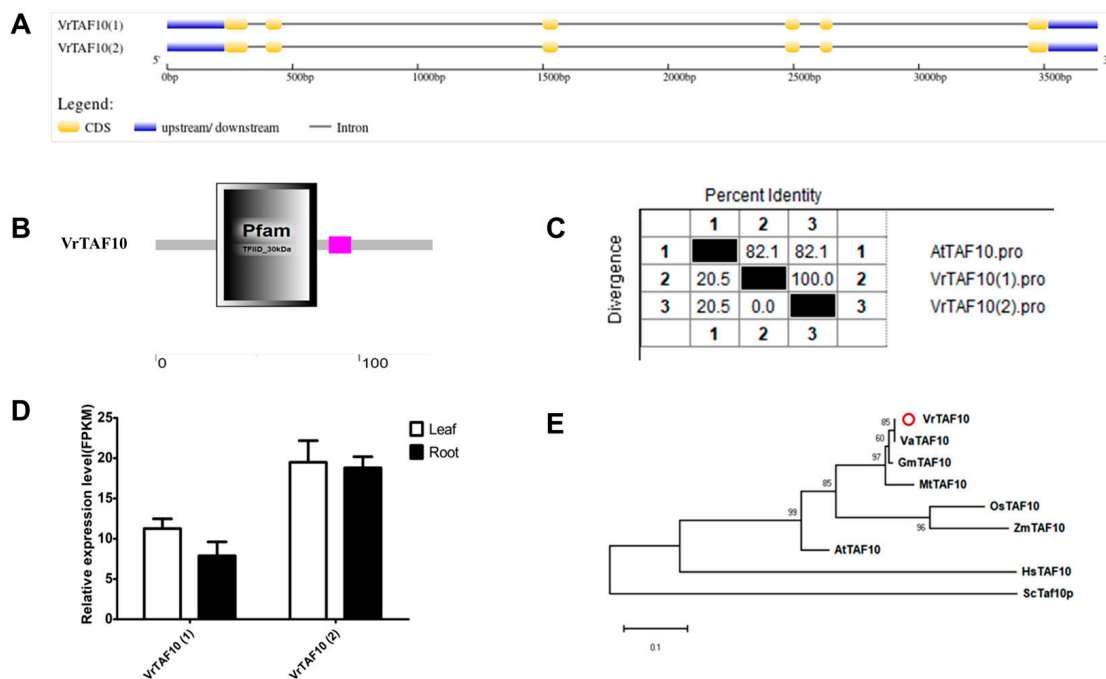 A
VrTAF10(1)
VrTAF10(2)
5'
0bp 500bp 1000bp 1500bp 2000bp 2500bp 3000bp 3500bp
Legend:
CDS upstream/ downstream Intron
B
VrTAF10
Pfam
TFIID_30kDa
0 100
C
Percent Identity
Divergence
1 2 3
1 82.1 82.1 1 AtTAF10.pro
2 20.5 100.0 2 VrTAF10(1).pro
3 20.5 0.0 3 VrTAF10(2).pro
1 2 3
D
Relative expression level(FPKM)
25
20
15
10
5
0
Leaf
Root
VrTAF10 (1)
VrTAF10 (2)
E
85 VrTAF10
60 VaTAF10
97 GmTAF10
MtTAF10
85
OsTAF10
96 ZmTAF10
99
AtTAF10
HsTAF10
ScTaf10p
0.1